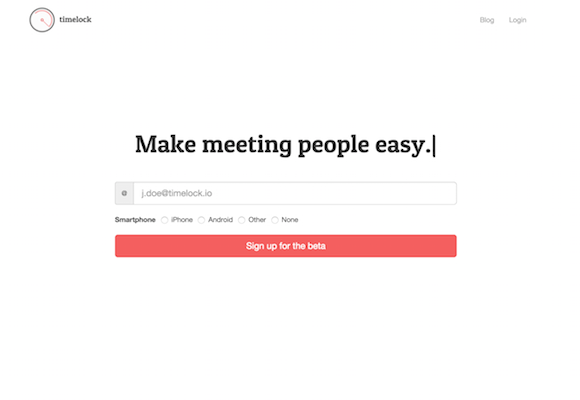 timelock
Blog Login
Make meeting people easy.|
@ j.doe@timelock.io
Smartphone iPhone Android Other None
Sign up for the beta